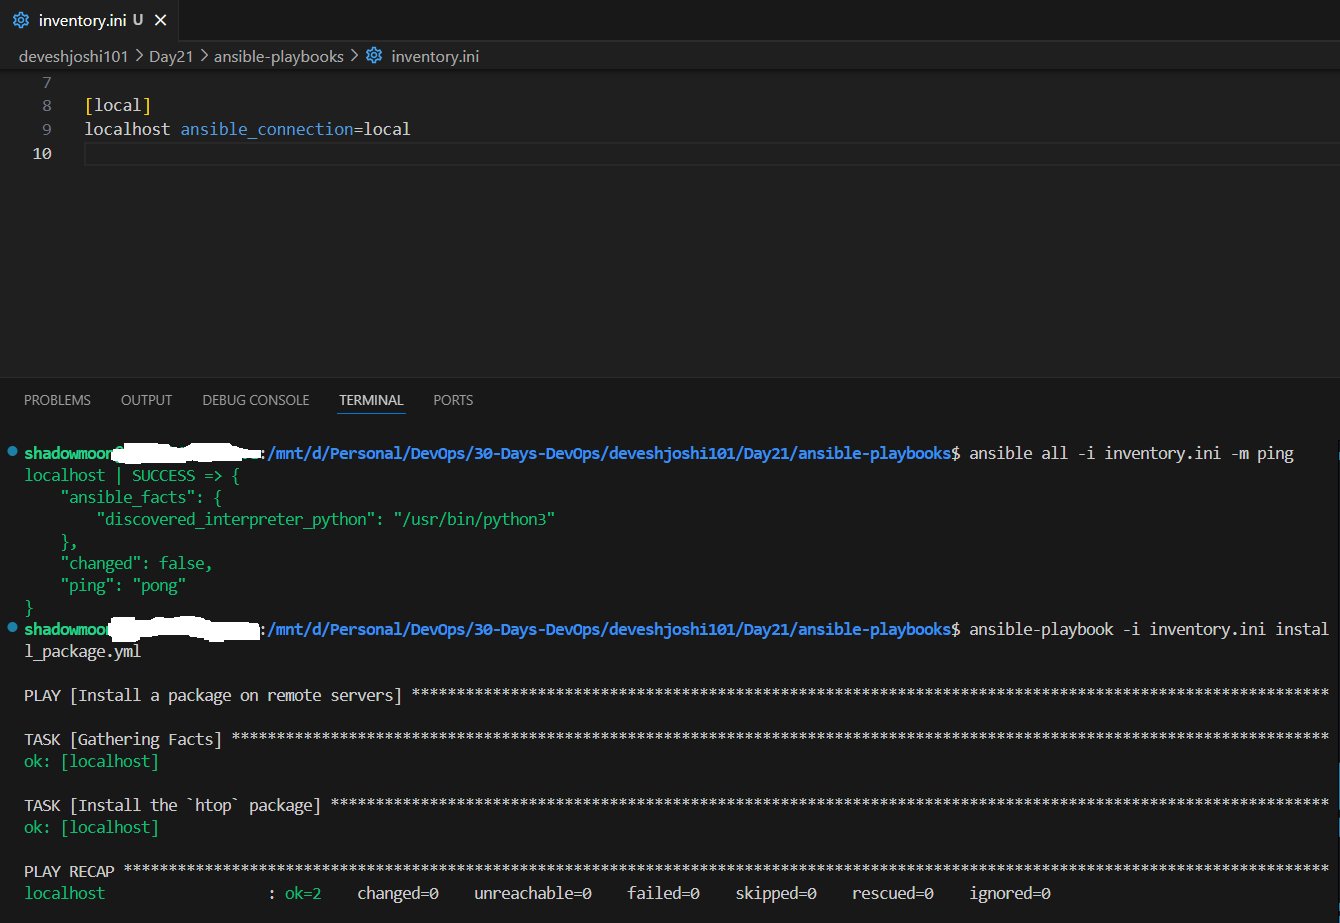 inventory.ini U ×
deveshjoshi101 > Day21 > ansible-playbooks > inventory.ini
7
8 [local]
9 localhost ansible_connection=local
10
PROBLEMS OUTPUT DEBUG CONSOLE TERMINAL PORTS
shadowmoon :/mnt/d/Personal/DevOps/30-Days-DevOps/deveshjoshi101/Day21/ansible-playbooks$ ansible all -i inventory.ini -m ping
localhost | SUCCESS => {
    "ansible_facts": {
        "discovered_interpreter_python": "/usr/bin/python3"
    },
    "changed": false,
    "ping": "pong"
}
shadowmoon :/mnt/d/Personal/DevOps/30-Days-DevOps/deveshjoshi101/Day21/ansible-playbooks$ ansible-playbook -i inventory.ini instal
l_package.yml
PLAY [Install a package on remote servers] ******************************************************************************************************
TASK [Gathering Facts] **************************************************************************************************************************
ok: [localhost]
TASK [Install the `htop` package] ***************************************************************************************************************
ok: [localhost]
PLAY RECAP **************************************************************************************************************************************
localhost                  : ok=2    changed=0    unreachable=0    failed=0    skipped=0    rescued=0    ignored=0